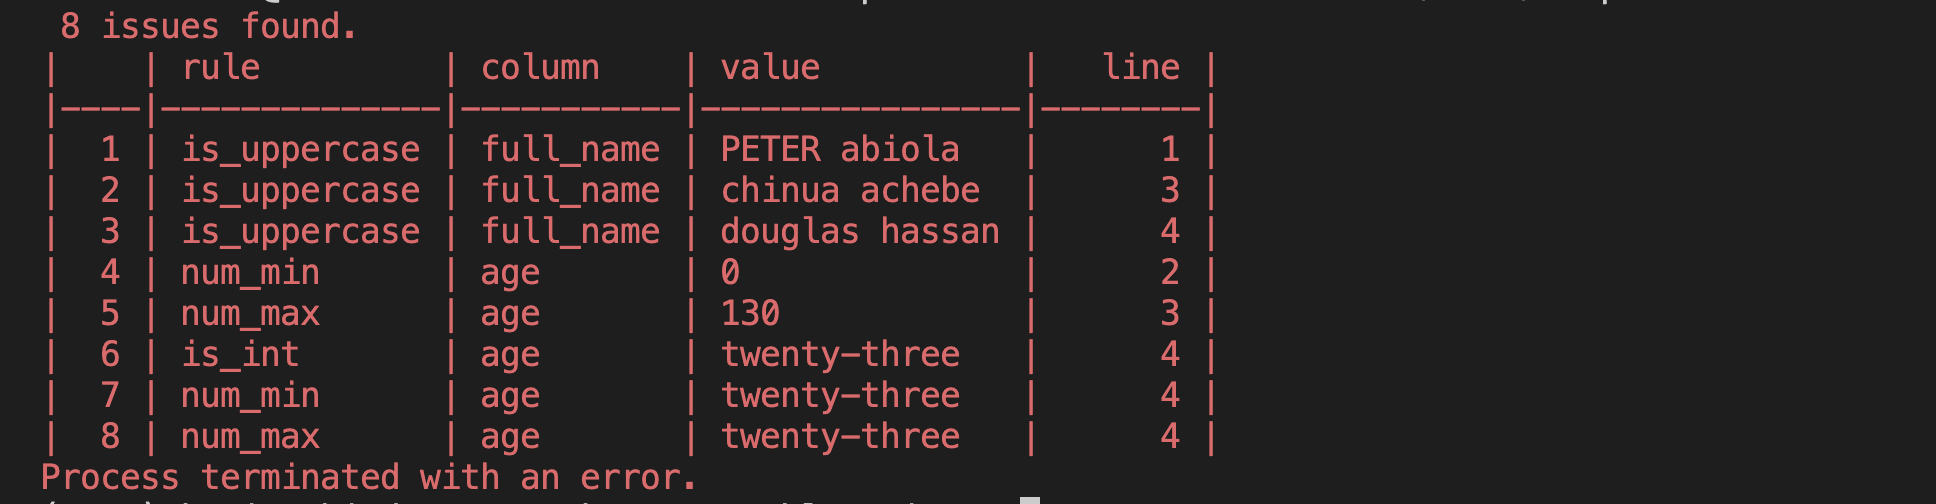 8 issues found.
|    | rule         | column    | value          |   line |
|----|--------------|-----------|----------------|--------|
|  1 | is_uppercase | full_name | PETER abiola   |      1 |
|  2 | is_uppercase | full_name | chinua achebe  |      3 |
|  3 | is_uppercase | full_name | douglas hassan |      4 |
|  4 | num_min      | age       | 0              |      2 |
|  5 | num_max      | age       | 130            |      3 |
|  6 | is_int       | age       | twenty-three   |      4 |
|  7 | num_min      | age       | twenty-three   |      4 |
|  8 | num_max      | age       | twenty-three   |      4 |
Process terminated with an error.